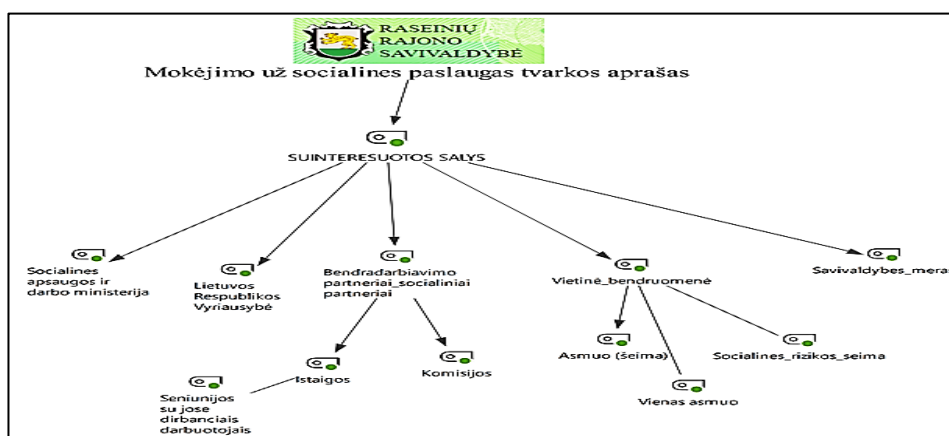 RASEINIŲ
RAJONO
SAVIVALDYBĖ
Mokėjimo už socialines paslaugas tvarkos aprašas
SUINTERESUOTOS SALYS
Socialines
apsaugos ir
darbo ministerija
Lietuvos
Respublikos
Vyriausybė
Bendradarbiavimo
partneriai_socialiniai
partneriai
Vietinė_bendruomenė
Savivaldybes_meras
Istaigos
Komisijos
Asmuo (šeima)
Socialines_rizikos_seima
Seniunijos
su jose
dirbanciais
darbuotojais
Vienas asmuo